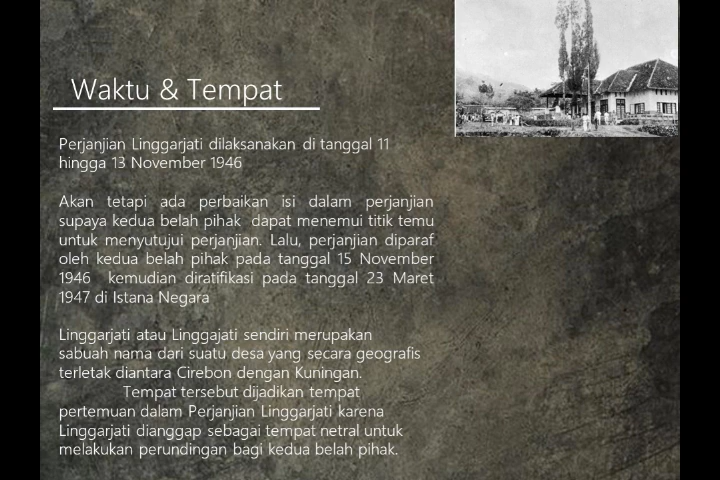 Waktu & Tempat
Perjanjian Linggarjati dilaksanakan di tanggal 11
hingga 13 November 1946
Akan tetapi ada perbaikan isi dalam perjanjian
supaya kedua belah pihak dapat menemui titik temu
untuk menyutujui perjanjian. Lalu, perjanjian diparaf
oleh kedua belah pihak pada tanggal 15 November
1946 kemudian diratifikasi pada tanggal 23 Maret
1947 di Istana Negara
Linggarjati atau Linggajati sendiri merupakan
sabuah nama dari suatu desa yang secara geografis
terletak diantara Cirebon dengan Kuningan.
Tempat tersebut dijadikan tempat
pertemuan dalam Perjanjian Linggarjati karena
Linggarjati dianggap sebagai tempat netral untuk
melakukan perundingan bagi kedua belah pihak.